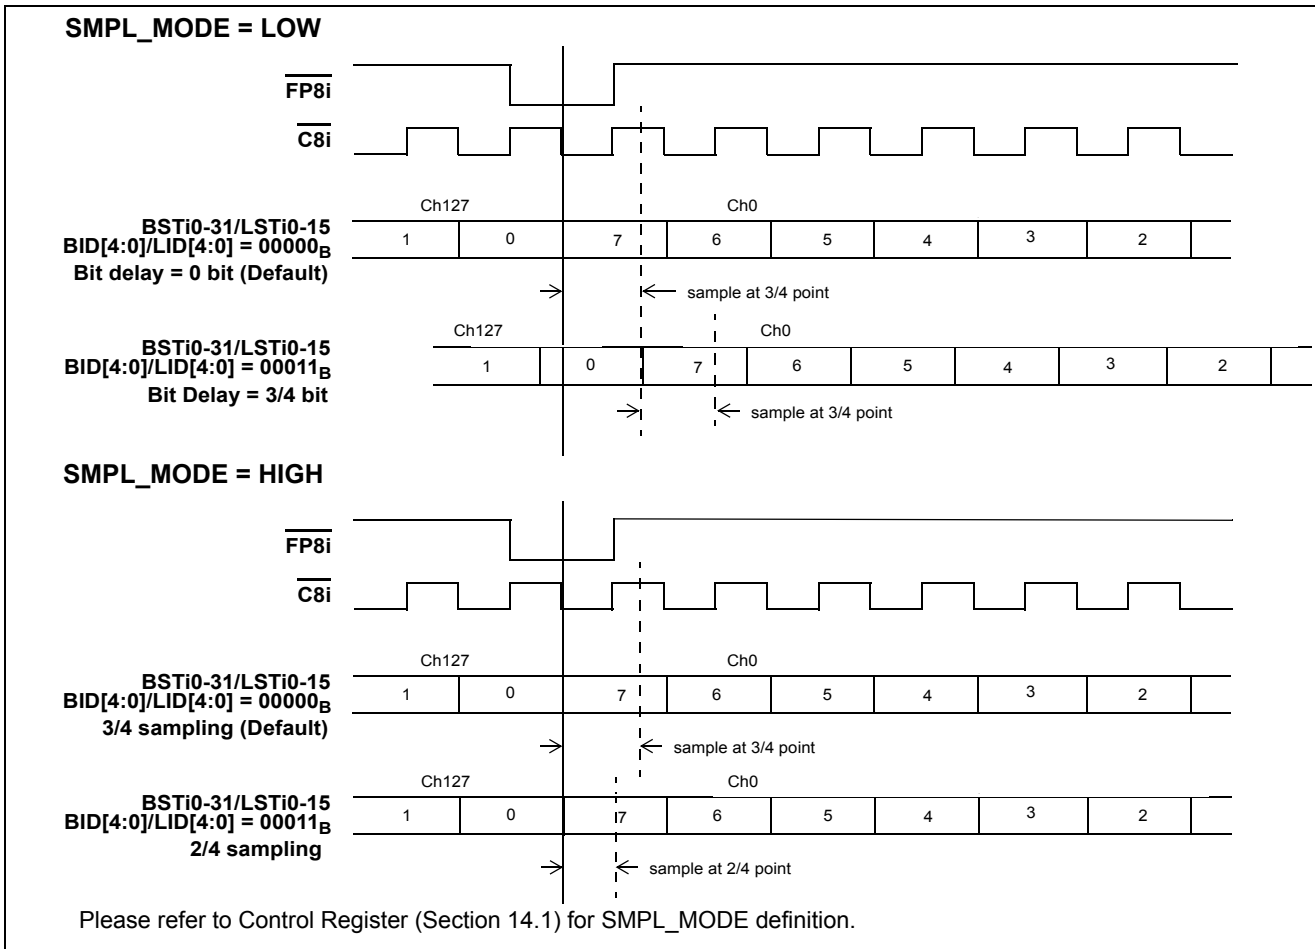 SMPL_MODE = LOW
FP8i
C8i
Ch127 Ch0
BSTi0-31/LSTi0-15
BID[4:0]/LID[4:0] = 00000B
Bit delay = 0 bit (Default)
1 0 7 6 5 4 3 2
sample at 3/4 point
Ch127 Ch0
BSTi0-31/LSTi0-15
BID[4:0]/LID[4:0] = 00011B
Bit Delay = 3/4 bit
1 0 7 6 5 4 3 2
sample at 3/4 point
SMPL_MODE = HIGH
FP8i
C8i
Ch127 Ch0
BSTi0-31/LSTi0-15
BID[4:0]/LID[4:0] = 00000B
3/4 sampling (Default)
1 0 7 6 5 4 3 2
sample at 3/4 point
Ch127 Ch0
BSTi0-31/LSTi0-15
BID[4:0]/LID[4:0] = 00011B
2/4 sampling
1 0 7 6 5 4 3 2
sample at 2/4 point
Please refer to Control Register (Section 14.1) for SMPL_MODE definition.